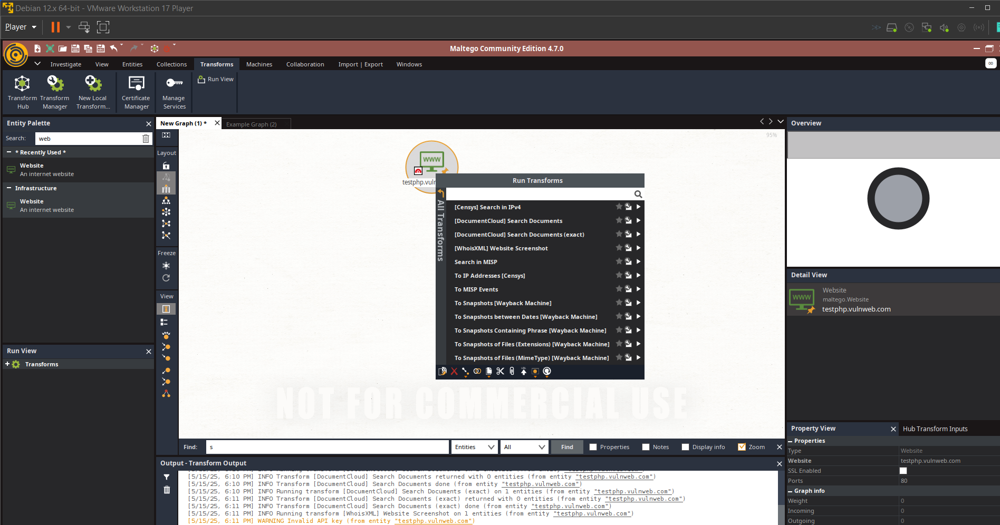 Debian 12.x 64-bit - VMware Workstation 17 Player
Player
Maltego Community Edition 4.7.0
Investigate View Entities Collections Transforms Machines Collaboration Import | Export Windows
Transform Hub
Transform Manager
New Local Transform...
Certificate Manager
Manage Services
Run View
Entity Palette
Search: web
* Recently Used *
Website
An internet website
Infrastructure
Website
An internet website
Run View
Transforms
New Graph (1) *
Example Graph (2)
Layout
Freeze
View
95%
WWW
testphp.vuln
Run Transforms
All Transforms
[Censys] Search in IPv4
[DocumentCloud] Search Documents
[DocumentCloud] Search Documents (exact)
[WhoisXML] Website Screenshot
Search in MISP
To IP Addresses [Censys]
To MISP Events
To Snapshots [Wayback Machine]
To Snapshots between Dates [Wayback Machine]
To Snapshots Containing Phrase [Wayback Machine]
To Snapshots of Files (Extensions) [Wayback Machine]
To Snapshots of Files (MimeType) [Wayback Machine]
URL
NOT FOR COMMERCIAL USE
Find: s Entities All Find Properties Notes Display info Zoom
Output - Transform Output
[5/15/25, 6:10 PM] INFO Transform [DocumentCloud] Search Documents returned with 0 entities (from entity "testphp.vulnweb.com")
[5/15/25, 6:10 PM] INFO Transform [DocumentCloud] Search Documents done (from entity "testphp.vulnweb.com")
[5/15/25, 6:10 PM] INFO Running transform [DocumentCloud] Search Documents (exact) on 1 entities (from entity "testphp.vulnweb.com")
[5/15/25, 6:11 PM] INFO Transform [DocumentCloud] Search Documents (exact) returned with 0 entities (from entity "testphp.vulnweb.com")
[5/15/25, 6:11 PM] INFO Transform [DocumentCloud] Search Documents (exact) done (from entity "testphp.vulnweb.com")
[5/15/25, 6:11 PM] INFO Running transform [WhoisXML] Website Screenshot on 1 entities (from entity "testphp.vulnweb.com")
[5/15/25, 6:11 PM] WARNING Invalid API key (from entity "testphp.vulnweb.com")
Overview
Detail View
WWW
Website
maltego.Website
testphp.vulnweb.com
Property View
Hub Transform Inputs
Properties
Type Website
Website testphp.vulnweb.com
SSL Enabled
Ports 80
Graph info
Weight 0
Incoming 0
Outgoing 0